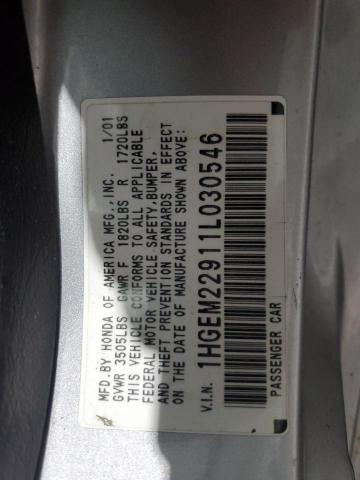 MFD.BY HONDA OF AMERICA MFG.,INC. 1/01
GVWR 3505LBS GAWR F 1820LBS R 1720LBS
THIS VEHICLE CONFORMS TO ALL APPLICABLE
FEDERAL MOTOR VEHICLE SAFETY,BUMPER,
AND THEFT PREVENTION STANDARDS IN EFFECT
ON THE DATE OF MANUFACTURE SHOWN ABOVE:
V.I.N. 1HGEM22911L030546
PASSENGER CAR